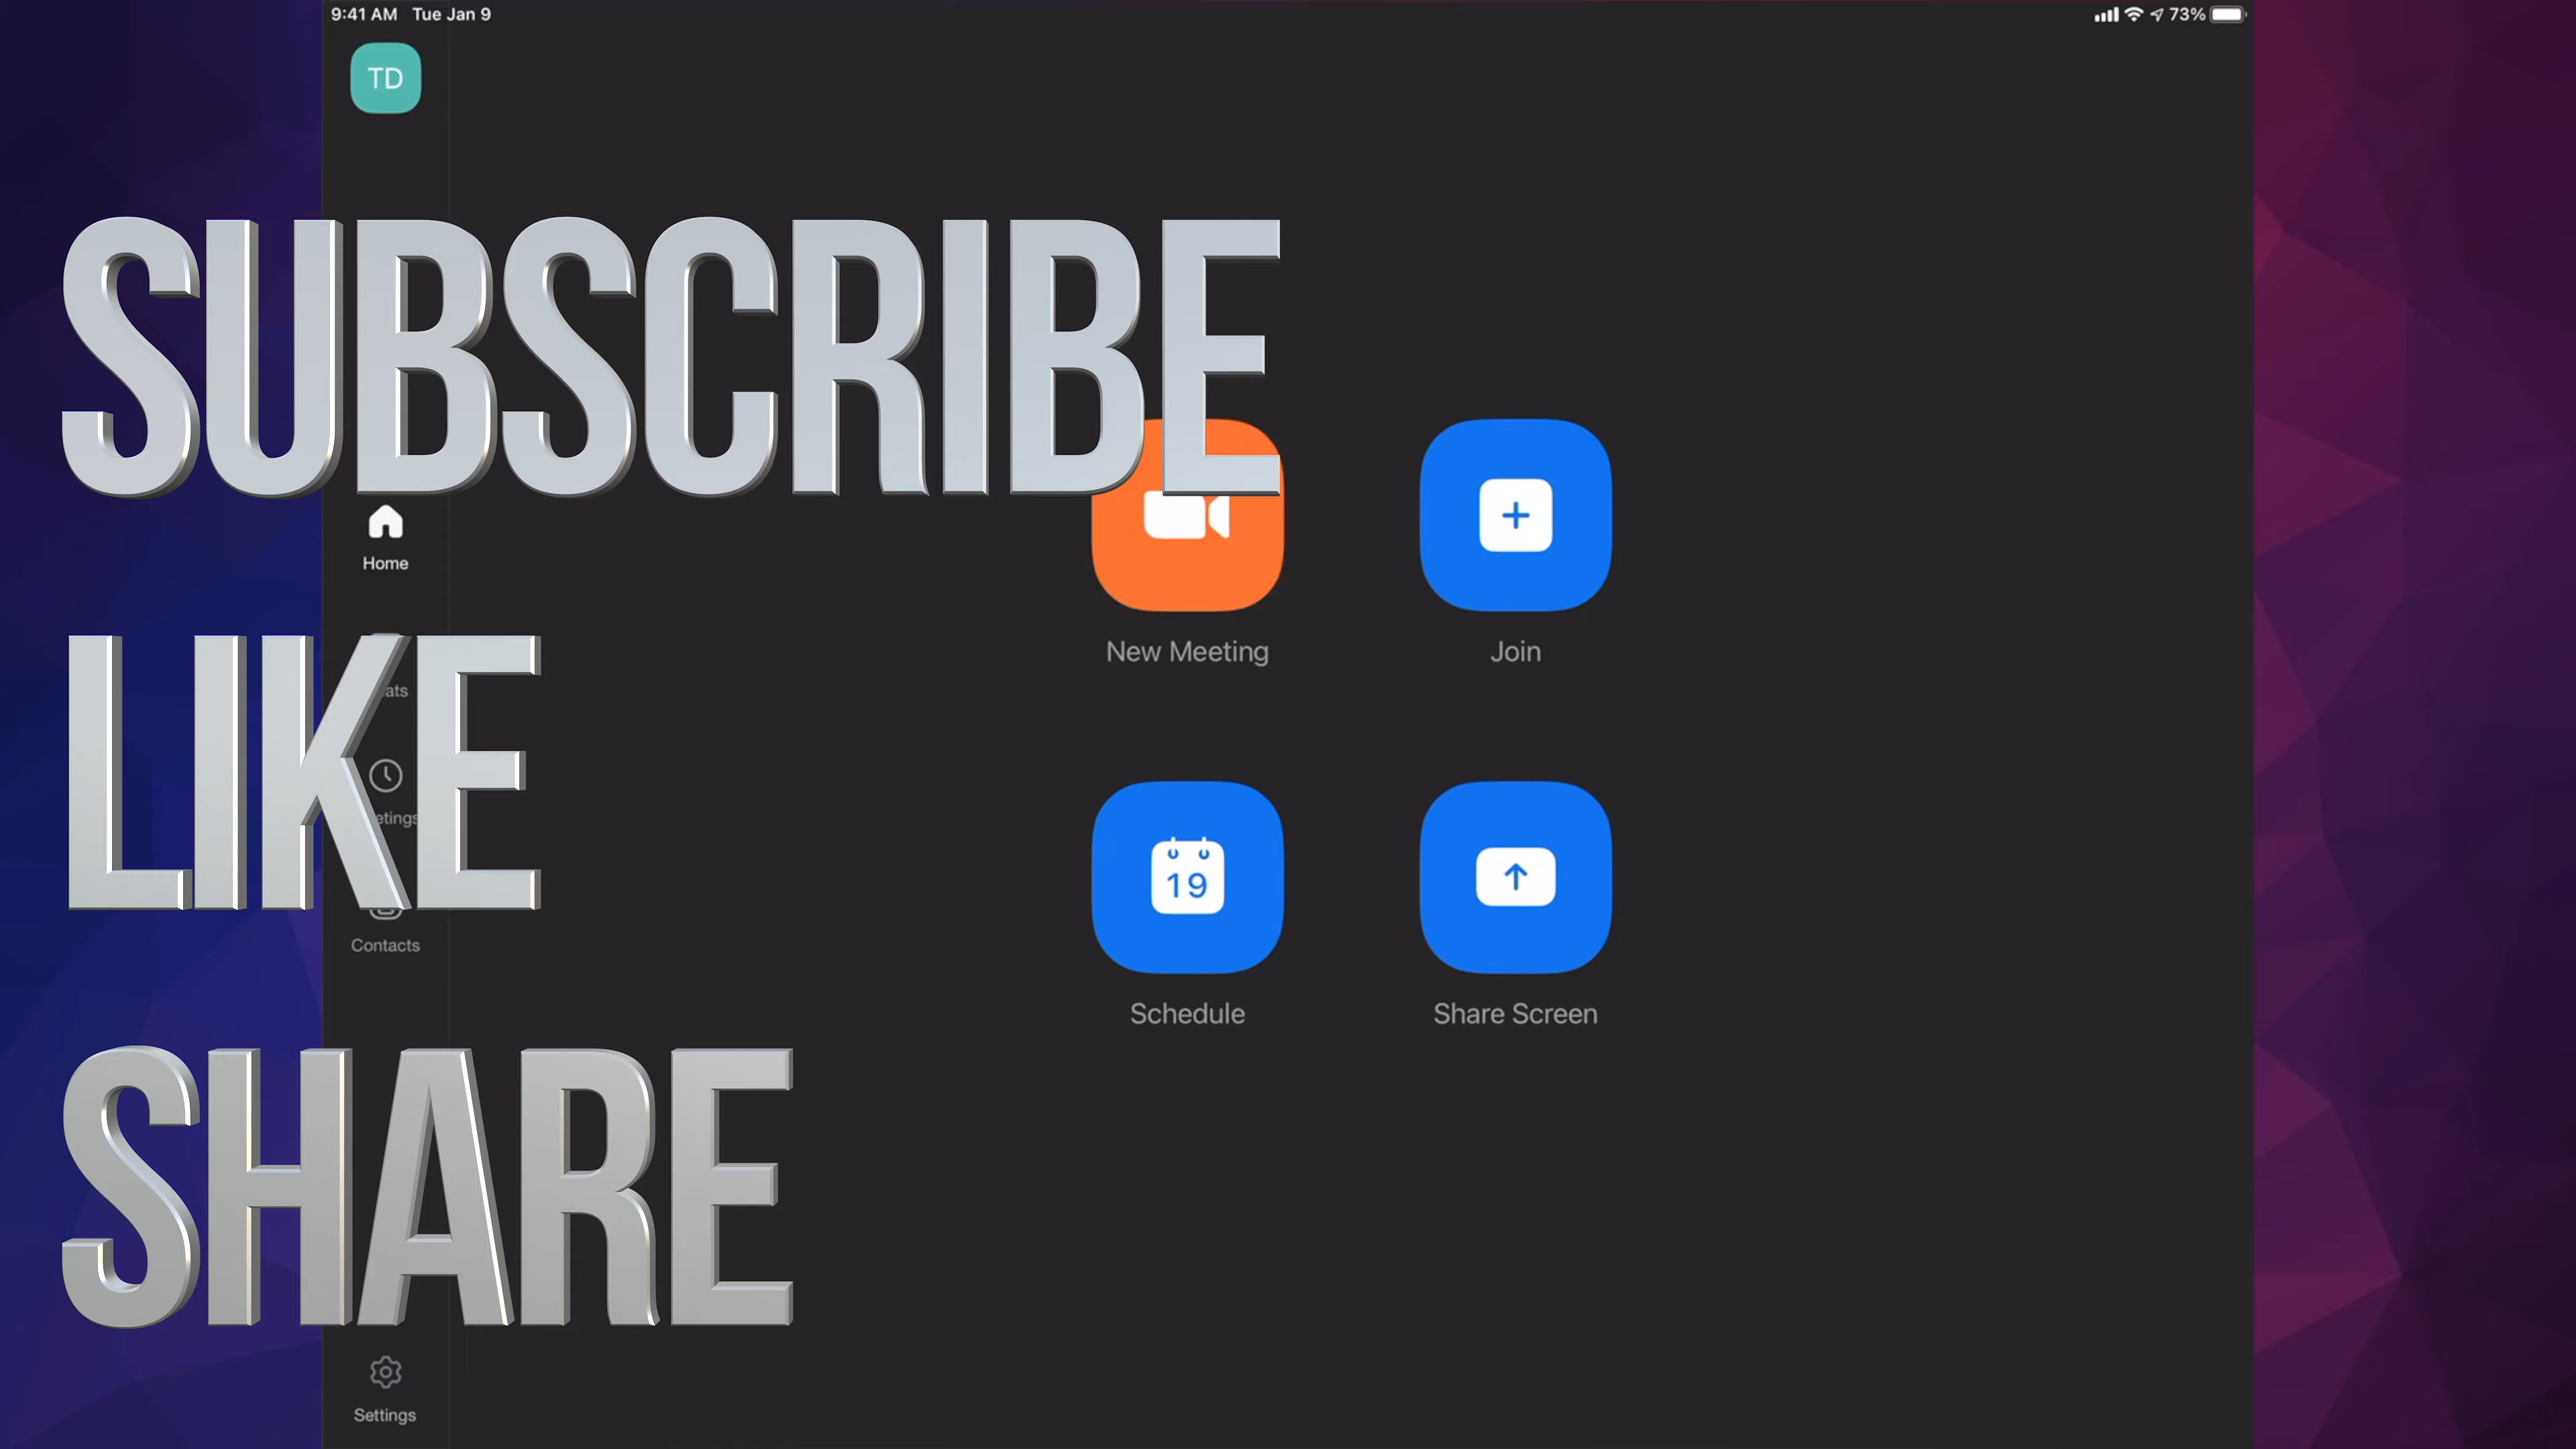 9:41 AM Tue Jan 9
73%
TD
SUBSCRIBE
Home
New Meeting
Join
LIKE
Contacts
19
Schedule
Share Screen
SHARE
Settings